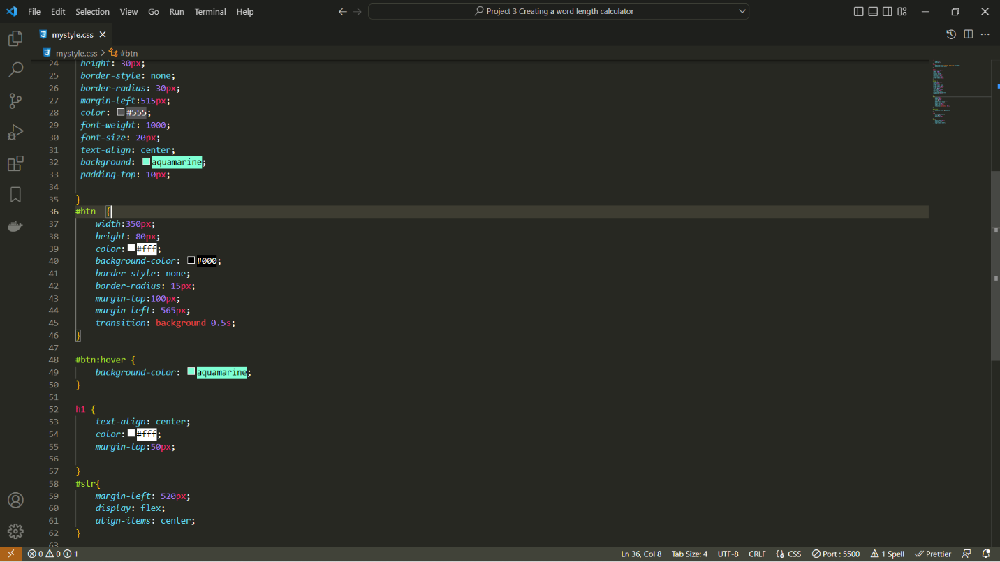 File Edit Selection View Go Run Terminal Help Project 3 Creating a word length calculator
mystyle.css
mystyle.css > #btn
24 height: 30px;
25 border-style: none;
26 border-radius: 30px;
27 margin-left:515px;
28 color: #555;
29 font-weight: 1000;
30 font-size: 20px;
31 text-align: center;
32 background: aquamarine;
33 padding-top: 10px;
34
35 }
36 #btn  {
37 width:350px;
38 height: 80px;
39 color:#fff;
40 background-color: #000;
41 border-style: none;
42 border-radius: 15px;
43 margin-top:100px;
44 margin-left: 565px;
45 transition: background 0.5s;
46 }
47
48 #btn:hover {
49 background-color: aquamarine;
50 }
51
52 h1 {
53 text-align: center;
54 color:#fff;
55 margin-top:50px;
56
57 }
58 #str{
59 margin-left: 520px;
60 display: flex;
61 align-items: center;
62 }
63
0 0 1 Ln 36, Col 8 Tab Size: 4 UTF-8 CRLF CSS Port : 5500 1 Spell Prettier